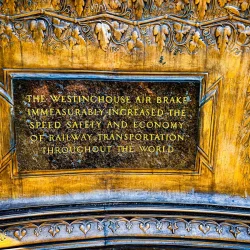 THE WESTINGHOUSE AIR BRAKE
IMMEASURABLY INCREASED THE
SPEED SAFETY AND ECONOMY
OF RAILWAY TRANSPORTATION
THROUGHOUT THE WORLD